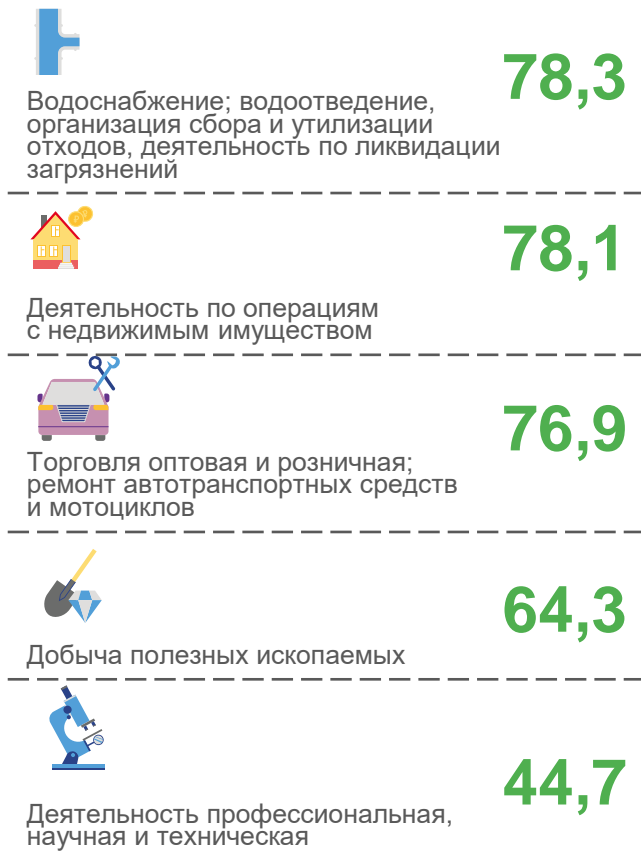 78,3
Водоснабжение; водоотведение,
организация сбора и утилизации
отходов, деятельность по ликвидации
загрязнений
78,1
Деятельность по операциям
с недвижимым имуществом
76,9
Торговля оптовая и розничная;
ремонт автотранспортных средств
и мотоциклов
64,3
Добыча полезных ископаемых
44,7
Деятельность профессиональная,
научная и техническая